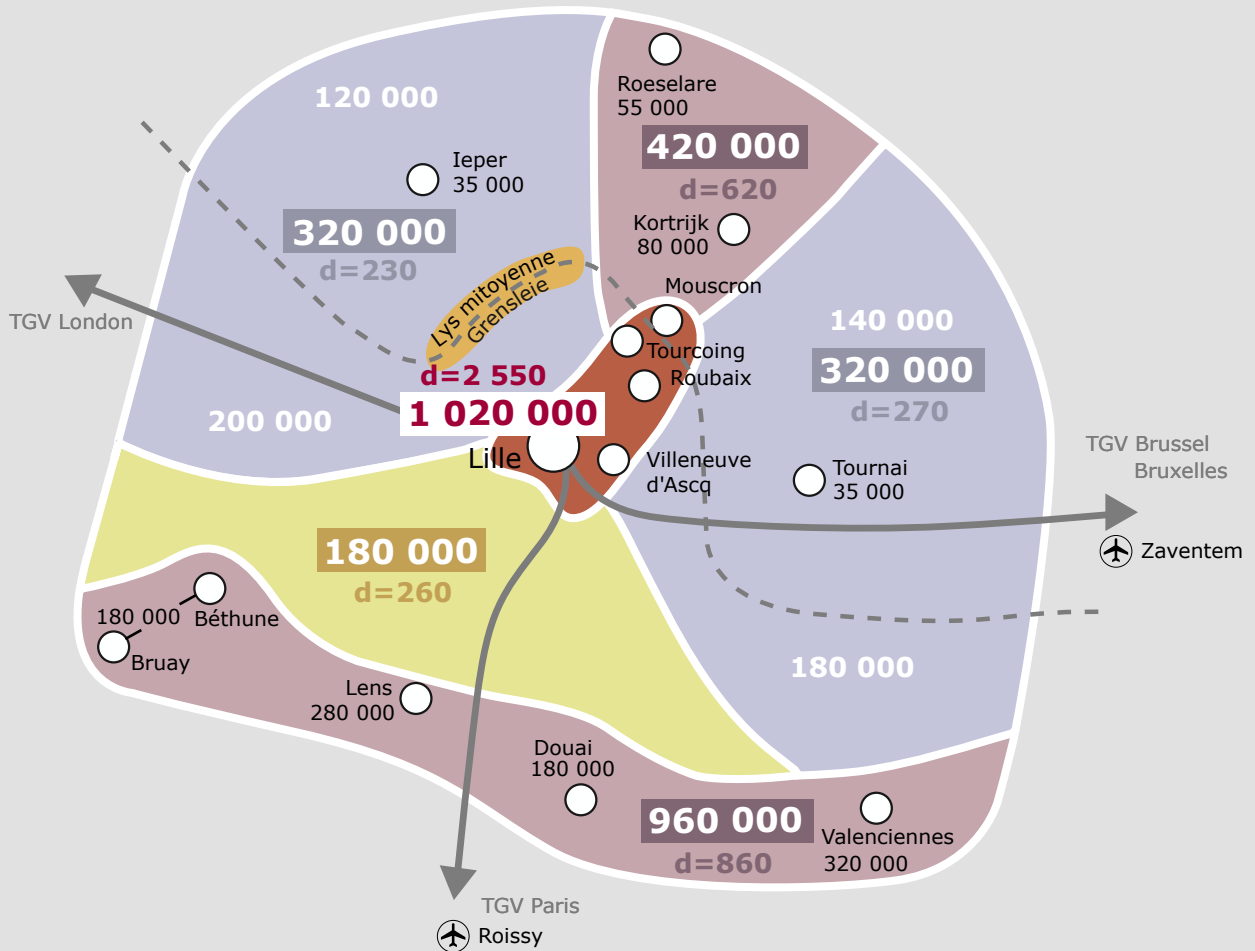 Roeselare
55 000
120 000
420 000
d=620
Ieper
35 000
320 000
d=230
Kortrijk
80 000
Lys mitoyenne
Grensleie
Mouscron
TGV London
140 000
Tourcoing
320 000
d=270
Roubaix
d=2 550
1 020 000
200 000
Lille
Villeneuve
d'Ascq
Tournai
35 000
TGV Brussel
Bruxelles
Zaventem
180 000
d=260
180 000
Béthune
Bruay
180 000
Lens
280 000
Douai
180 000
960 000
d=860
Valenciennes
320 000
TGV Paris
Roissy